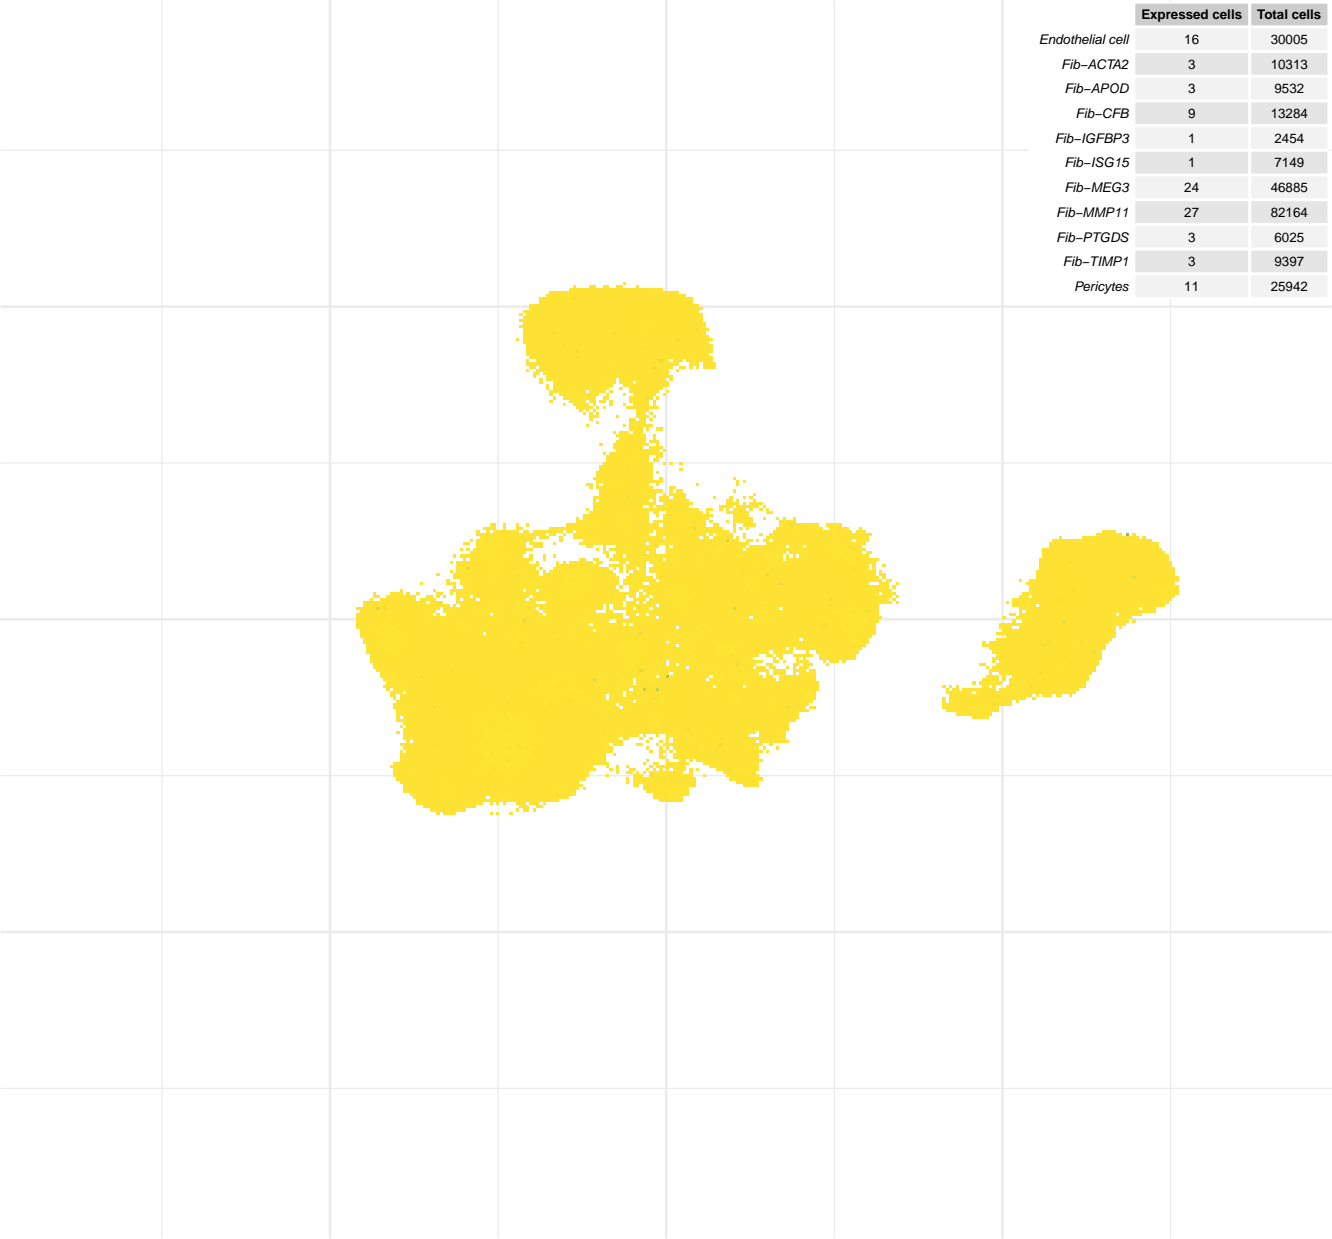 Expressed cells Total cells
Endothelial cell 16 30005
Fib−ACTA2 3 10313
Fib−APOD 3 9532
Fib−CFB 9 13284
Fib−IGFBP3 1 2454
Fib−ISG15 1 7149
Fib−MEG3 24 46885
Fib−MMP11 27 82164
Fib−PTGDS 3 6025
Fib−TIMP1 3 9397
Pericytes 11 25942